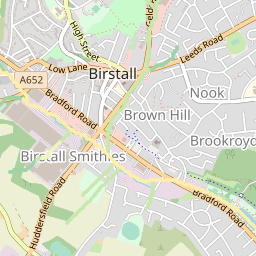 High Street
Geld
Leeds Road
Low Lane
A652
Birstall
Nook
Bradford Road
Brown Hill
Brookroyd
Birstall Smithies
Huddersfield Road
Bradford Road